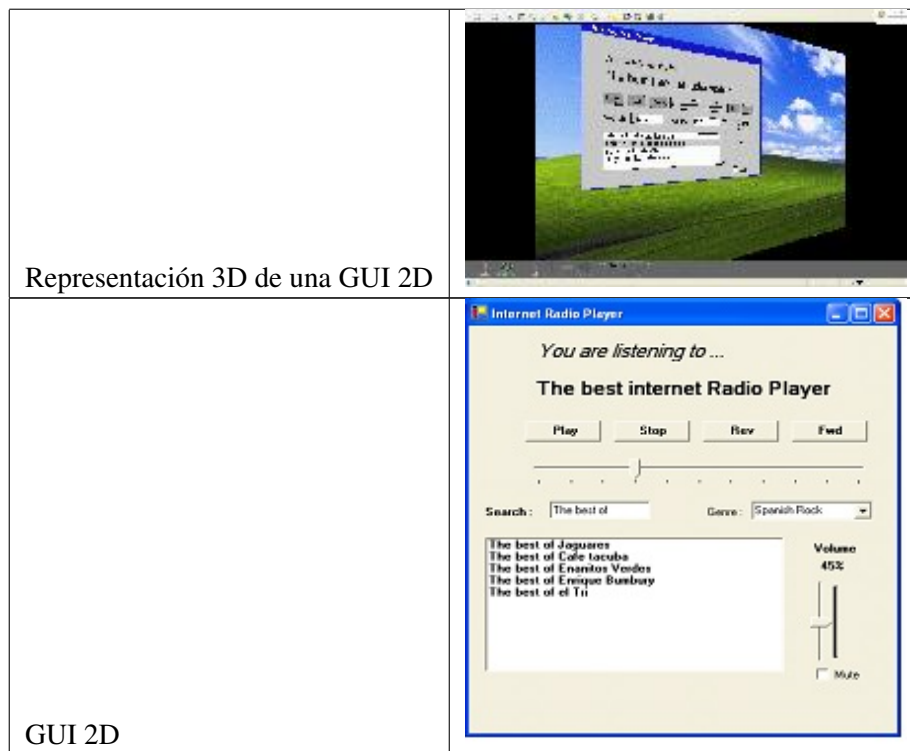 Representación 3D de una GUI 2D
Internet Radio Player
You are listening to ...
The best internet Radio Player
Play Stop Rev Fwd
Search : The best of Genre : Spanish Rock
The best of Jaguares
The best of Cafe tacuba
The best of Enanitos Verdes
The best of Enrique Bumbury
The best of el Tri
Volume
45%
Mute
GUI 2D